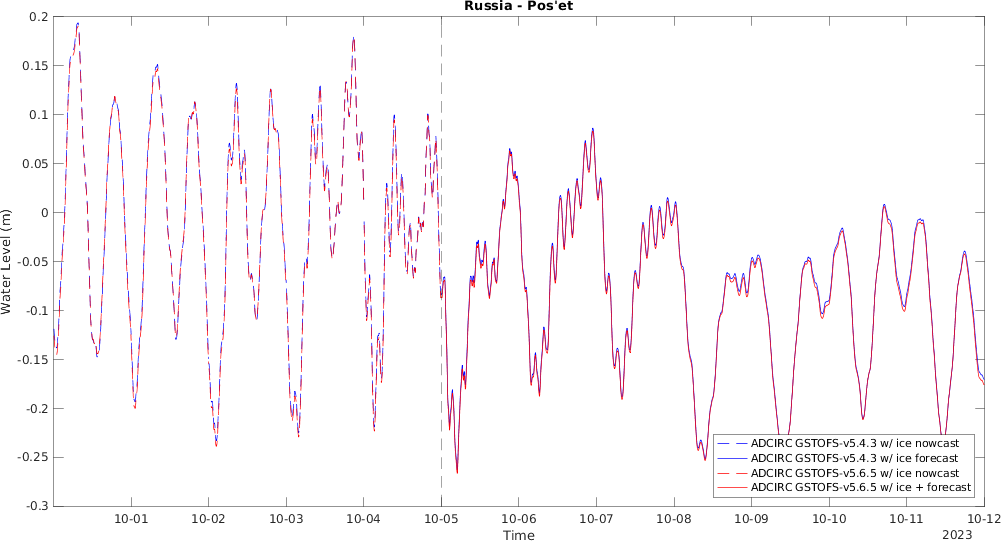 Russia - Pos'et
0.2
0.15
0.1
0.05
0
-0.05
-0.1
-0.15
-0.2
-0.25
-0.3
Water Level (m)
ADCIRC GSTOFS-v5.4.3 w/ ice nowcast
ADCIRC GSTOFS-v5.4.3 w/ ice forecast
ADCIRC GSTOFS-v5.6.5 w/ ice nowcast
ADCIRC GSTOFS-v5.6.5 w/ ice + forecast
10-01 10-02 10-03 10-04 10-05 10-06 10-07 10-08 10-09 10-10 10-11 10-12
Time
2023